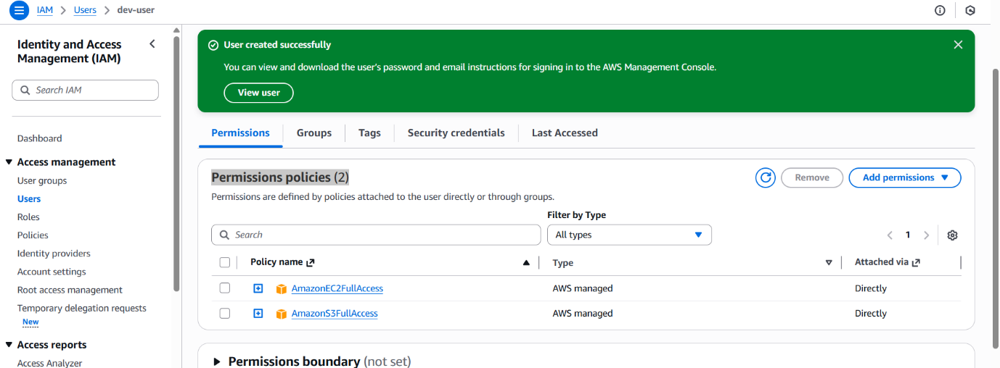 IAM > Users > dev-user
Identity and Access
Management (IAM)
Search IAM
Dashboard
Access management
User groups
Users
Roles
Policies
Identity providers
Account settings
Root access management
Temporary delegation requests
New
Access reports
Access Analyzer
User created successfully
You can view and download the user's password and email instructions for signing in to the AWS Management Console.
View user
Permissions Groups Tags Security credentials Last Accessed
Permissions policies (2)
Remove Add permissions
Permissions are defined by policies attached to the user directly or through groups.
Filter by Type
Search All types 1
Policy name Type Attached via
AmazonEC2FullAccess AWS managed Directly
AmazonS3FullAccess AWS managed Directly
Permissions boundary (not set)